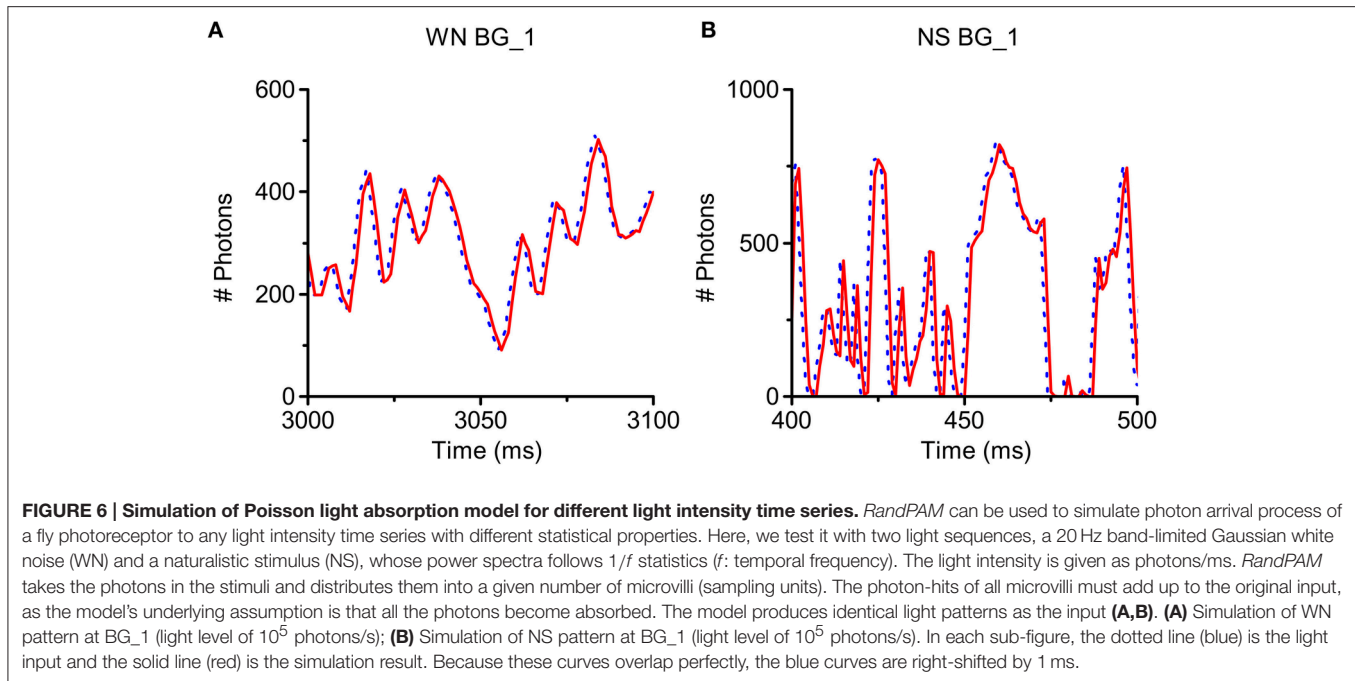 A
WN BG_1
600
400
200
0
# Photons
3000
3050
3100
Time (ms)
B
NS BG_1
1000
500
0
# Photons
400
450
500
Time (ms)
FIGURE 6 | Simulation of Poisson light absorption model for different light intensity time series. RandPAM can be used to simulate photon arrival process of
a fly photoreceptor to any light intensity time series with different statistical properties. Here, we test it with two light sequences, a 20 Hz band-limited Gaussian white
noise (WN) and a naturalistic stimulus (NS), whose power spectra follows 1/f statistics (f: temporal frequency). The light intensity is given as photons/ms. RandPAM
takes the photons in the stimuli and distributes them into a given number of microvilli (sampling units). The photon-hits of all microvilli must add up to the original input,
as the model's underlying assumption is that all the photons become absorbed. The model produces identical light patterns as the input (A,B). (A) Simulation of WN
pattern at BG_1 (light level of 10⁵ photons/s); (B) Simulation of NS pattern at BG_1 (light level of 10⁵ photons/s). In each sub-figure, the dotted line (blue) is the light
input and the solid line (red) is the simulation result. Because these curves overlap perfectly, the blue curves are right-shifted by 1 ms.